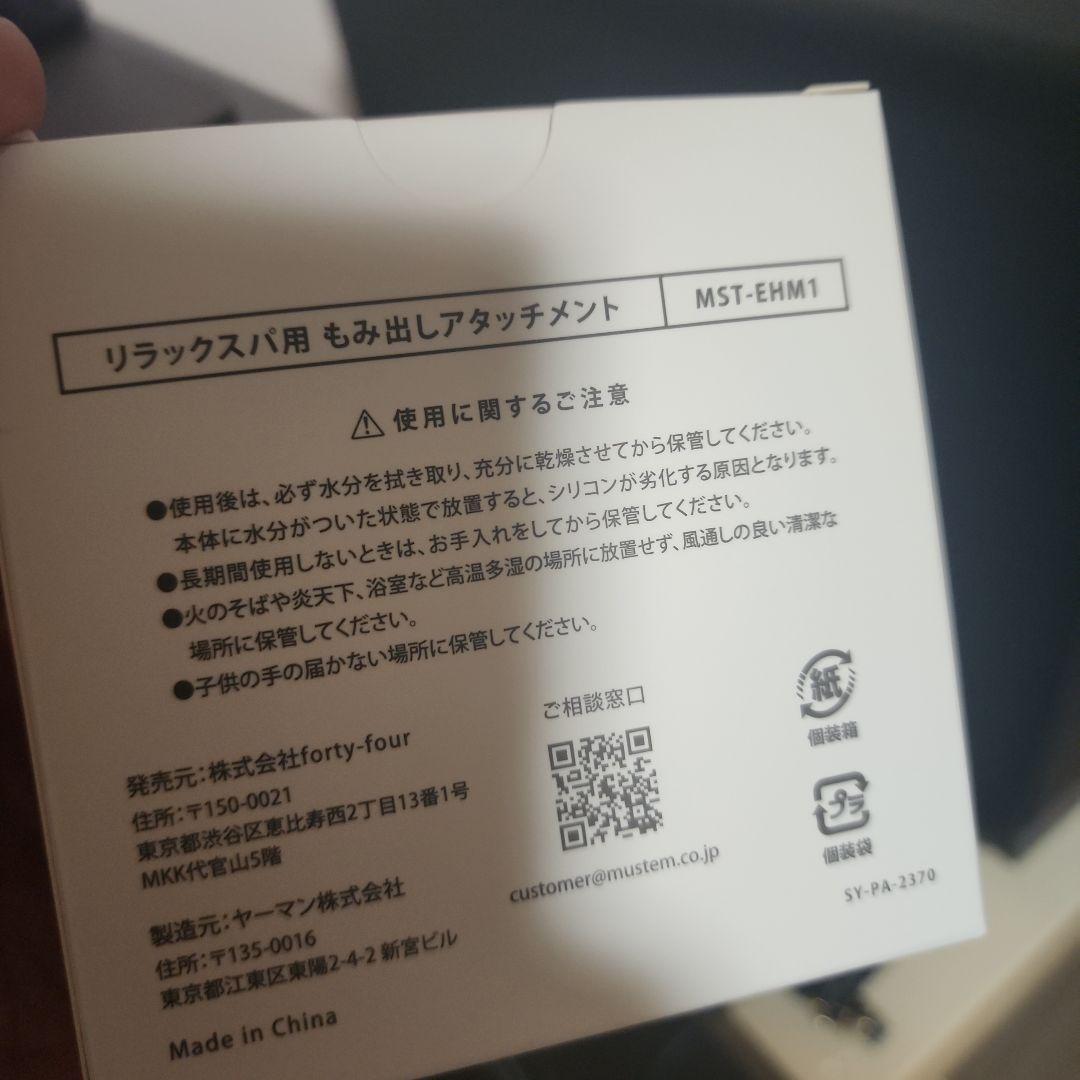 リラックスパ用 もみ出しアタッチメント MST-EHM1
使用に関するご注意
●使用後は、必ず水分を拭き取り、充分に乾燥させてから保管してください。
本体に水分がついた状態で放置すると、シリコンが劣化する原因となります。
●長期間使用しないときは、お手入れをしてから保管してください。
●火のそばや炎天下、浴室など高温多湿の場所に放置せず、風通しの良い清潔な
場所に保管してください。
●子供の手の届かない場所に保管してください。
発売元：株式会社forty-four
住所：〒150-0021
東京都渋谷区恵比寿西2丁目13番1号
MKK代官山5階
製造元：ヤーマン株式会社
住所：〒135-0016
東京都江東区東陽2-4-2 新宮ビル
Made in China
ご相談窓口
customer@mustem.co.jp
紙
個装箱
プラ
個装袋
SY-PA-2370